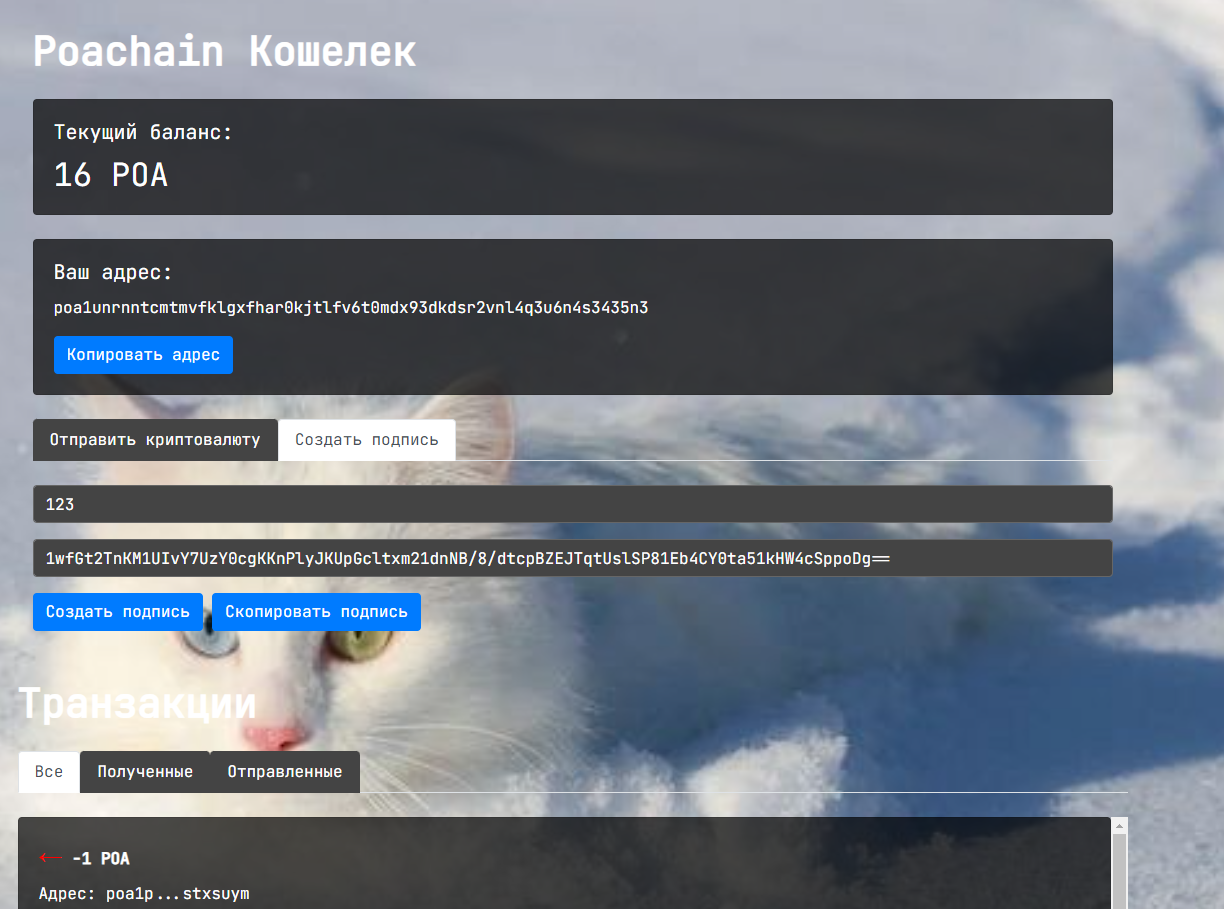 Poachain Кошелек
Текущий баланс:
16 POA
Ваш адрес:
poa1unrnntcmtmvfklgxfhar0kjtlfv6t0mdx93dkdsr2vnl4q3u6n4s3435n3
Копировать адрес
Отправить криптовалюту Создать подпись
123
1wfGt2TnKM1UIvY7UzY0cgKKnPlyJKUpGcltxm21dnNB/8/dtcpBZEJTqtUslSP81Eb4CY0ta51kHW4cSppoDg==
Создать подпись Скопировать подпись
Транзакции
Все Полученные Отправленные
-1 POA
Адрес: poa1p...stxsuym